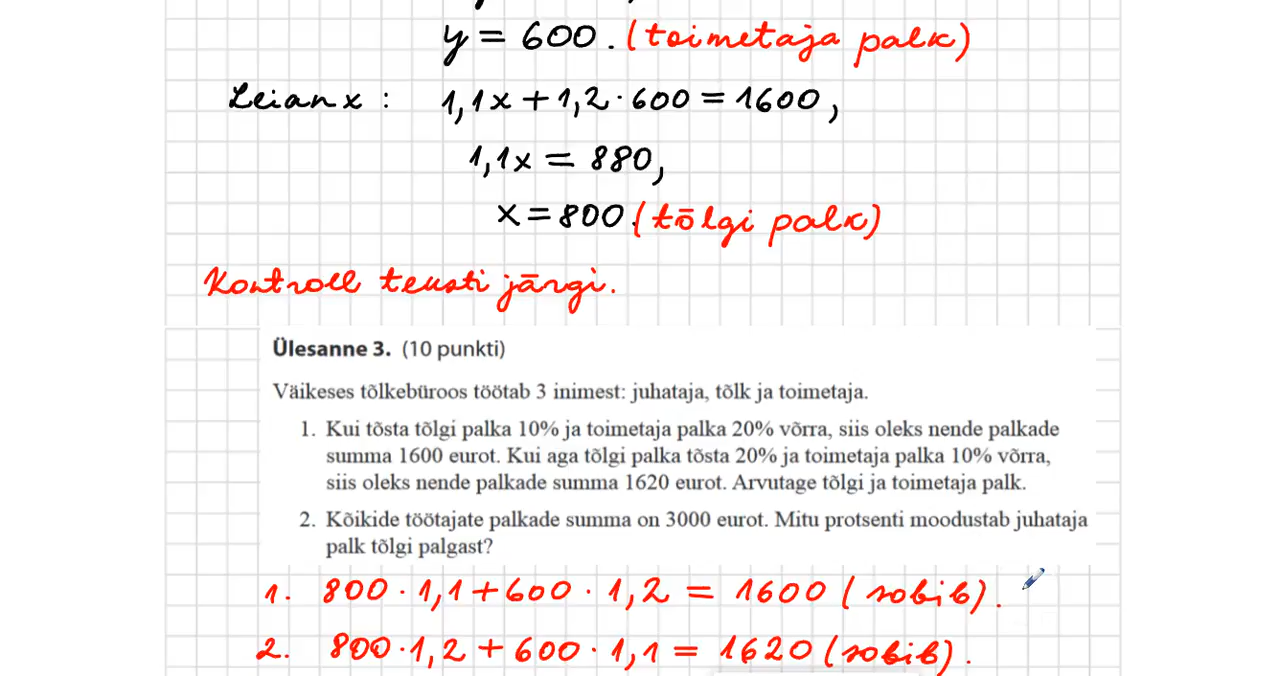 y = 600. (toimetaja palk)
Leian x : 1,1x + 1,2 · 600 = 1600,
1,1x = 880,
x = 800. (tõlgi palk)
Kontroll teksti järgi.
Ülesanne 3. (10 punkti)
Väikeses tõlkebüroos töötab 3 inimest: juhataja, tõlk ja toimetaja.
1. Kui tõsta tõlgi palka 10% ja toimetaja palka 20% võrra, siis oleks nende palkade
summa 1600 eurot. Kui aga tõlgi palka tõsta 20% ja toimetaja palka 10% võrra,
siis oleks nende palkade summa 1620 eurot. Arvutage tõlgi ja toimetaja palk.
2. Kõikide töötajate palkade summa on 3000 eurot. Mitu protsenti moodustab juhataja
palk tõlgi palgast?
1. 800 · 1,1 + 600 · 1,2 = 1600 (sobib).
2. 800 · 1,2 + 600 · 1,1 = 1620 (sobib).